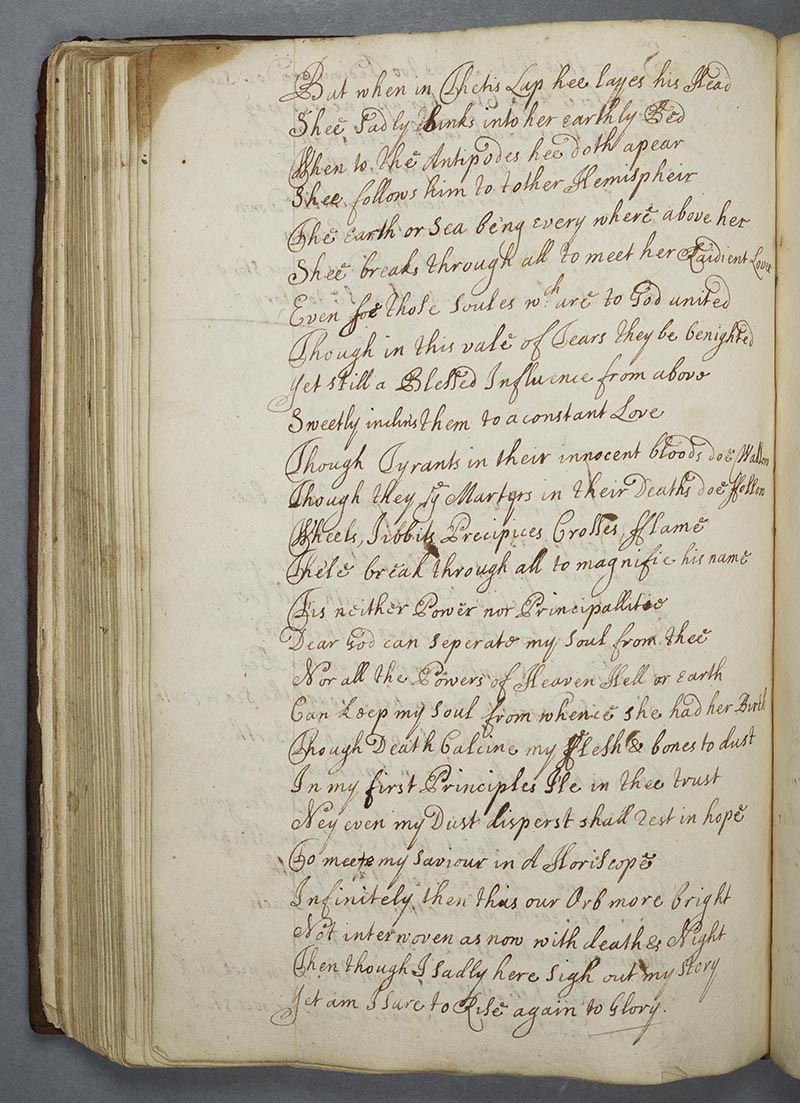 But when in Thetis Lap hee layes his Head
Shee Sadly shrinks into her earthly Bed
When to the Antipodes hee doth apear
Shee follows him to tother Hemispheir
The earth or Sea being every where above her
Shee breaks through all to meet her Raidient Lover
Even soe those Soules wch are to God united
Though in this vale of Tears they be benighted
Yet still a Blessed Influence from above
Sweetly inclins them to a constant Love
Though Tyrants in their innocent bloods doe Wallow
Though they ye Martyrs in their Deaths doe ffollow
Wheels, Jibbits, Precipices, Crosses, fflame
These break through all to magnifie his name
Tis neither Power nor Principallitie
Dear God can seperate my Soul from thee
Nor all the Powers of Heaven Hell or Earth
Can keep my Soul from whence she had her Birth
Though Death Calcine my fflesh & bones to dust
In my first Principles Ile in thee trust
Ney even my Dust disperst shall rest in hope
To meete my Saviour in A Horiscope
Infinitely then this our Orb more bright
Not interwoven as now with death & Night
Then though I sadly here sigh out my story
Yet am I sure to Rise again to Glory.